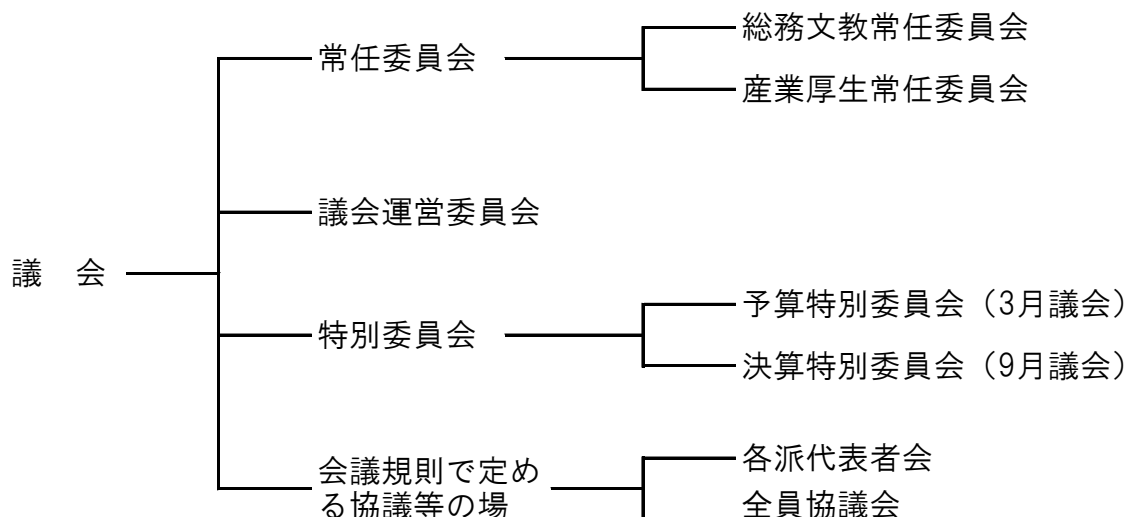 総務文教常任委員会
常任委員会
産業厚生常任委員会
議会運営委員会
議　会
予算特別委員会（3月議会）
特別委員会
決算特別委員会（9月議会）
各派代表者会
会議規則で定め
る協議等の場
全員協議会